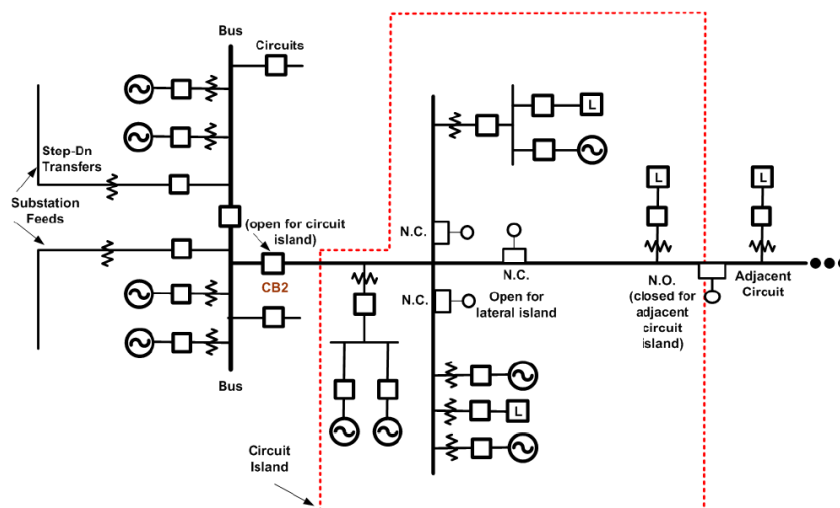 Bus
Circuits
Step-Dn
Transfers
Substation
Feeds
(open for circuit
island)
CB2
N.C.
N.C.
N.C.
Open for
lateral island
L
L
L
L
N.O.
(closed for
adjacent
circuit
island)
Adjacent
Circuit
Bus
Circuit
Island